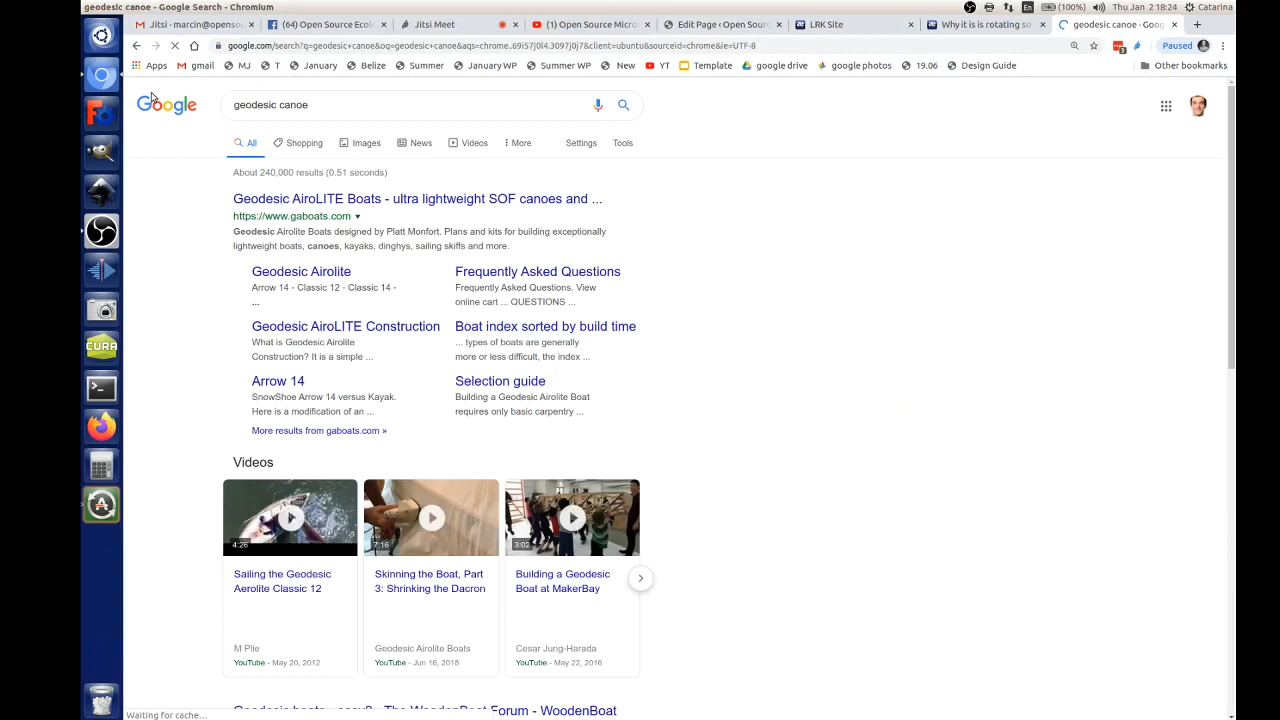 geodesic canoe - Google Search - Chromium
En
(100%)
Thu Jan 2 18:24
Catarina
Jitsi - marcin@opensou
(64) Open Source Ecolo
Jitsi Meet
(1) Open Source Micro
Edit Page ‹ Open Sourc
LRK Site
Why it is is rotating so
geodesic canoe - Goog
google.com/search?q=geodesic+canoe&oq=geodesic+canoe&aqs=chrome..69i57j0l4.3097j0j7&client=ubuntu&sourceid=chrome&ie=UTF-8
3
Paused
Apps
gmail
MJ
T
January
Belize
Summer
January WP
Summer WP
New
YT
Template
google drive
google photos
19.06
Design Guide
Other bookmarks
Google
geodesic canoe
All
Shopping
Images
News
Videos
More
Settings
Tools
About 240,000 results (0.51 seconds)
Geodesic AiroLITE Boats - ultra lightweight SOF canoes and ...
https://www.gaboats.com
Geodesic Airolite Boats designed by Platt Monfort. Plans and kits for building exceptionally
lightweight boats, canoes, kayaks, dinghys, sailing skiffs and more.
Geodesic Airolite
Arrow 14 - Classic 12 - Classic 14 -
...
Frequently Asked Questions
Frequently Asked Questions. View
online cart ... QUESTIONS ...
Geodesic AiroLITE Construction
What is Geodesic Airolite
Construction? It is a simple ...
Boat index sorted by build time
... types of boats are generally
more or less difficult, the index ...
Arrow 14
SnowShoe Arrow 14 versus Kayak.
Here is a modification of an ...
Selection guide
Building a Geodesic Airolite Boat
requires only basic carpentry ...
More results from gaboats.com »
Videos
4:26
7:16
3:02
Sailing the Geodesic
Aerolite Classic 12
M Plie
YouTube - May 20, 2012
Skinning the Boat, Part
3: Shrinking the Dacron
Geodesic Airolite Boats
YouTube - Jun 16, 2018
Building a Geodesic
Boat at MakerBay
Cesar Jung-Harada
YouTube - May 22, 2016
Geodesic boats - easy? - The WoodenBoat Forum - WoodenBoat
Waiting for cache...
CURA